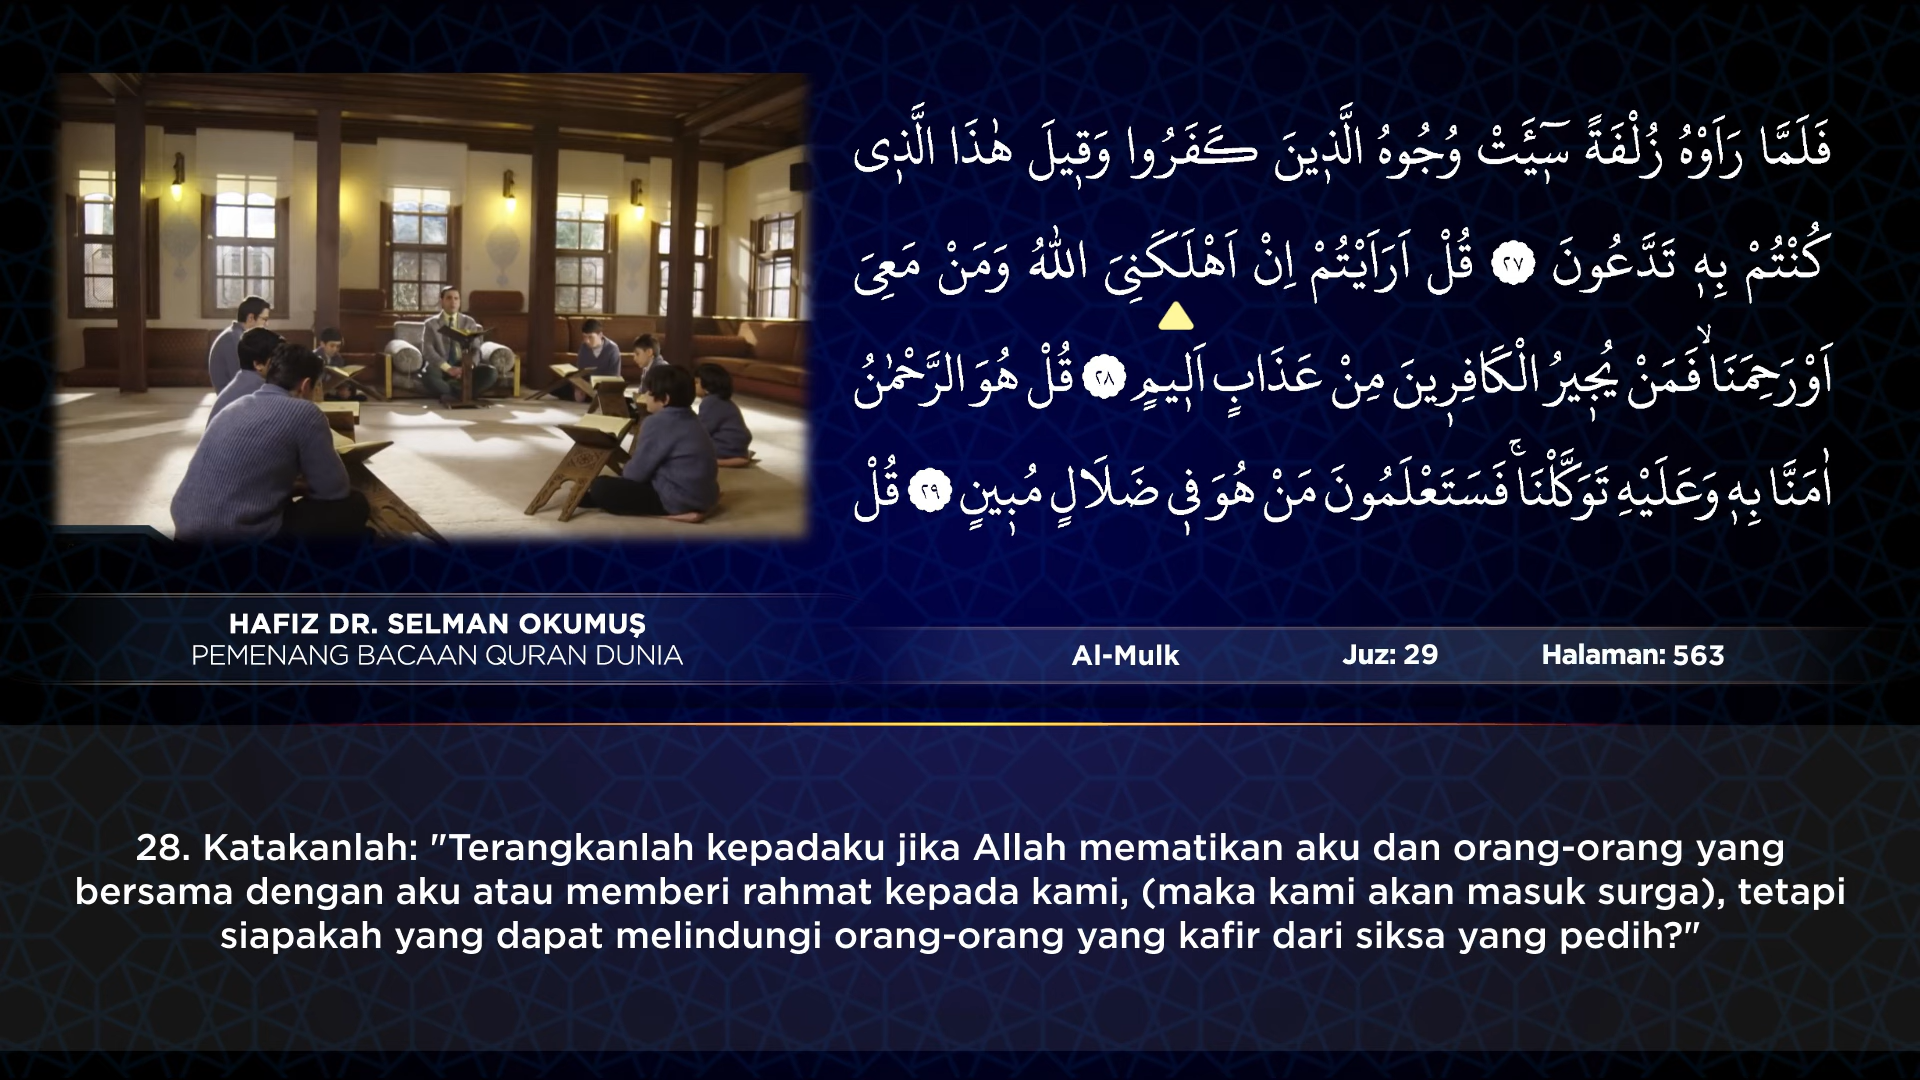 فَلَمَّا رَاَوْهُ زُلْفَةً سٖٓئَتْ وُجُوهُ الَّذٖينَ كَفَرُوا وَقٖيلَ هٰذَا الَّذٖى
كُنْتُمْ بِهٖ تَدَّعُونَ ٢٧ قُلْ اَرَاَيْتُمْ اِنْ اَهْلَكَنِىَ اللّٰهُ وَمَنْ مَعِىَ
اَوْ رَحِمَنَاۙ فَمَنْ يُجٖيرُ الْكَافِرٖينَ مِنْ عَذَابٍ اَلٖيمٍ ٢٨ قُلْ هُوَ الرَّحْمٰنُ
اٰمَنَّا بِهٖ وَعَلَيْهِ تَوَكَّلْنَاۚ فَسَتَعْلَمُونَ مَنْ هُوَ فٖى ضَلَالٍ مُبٖينٍ ٢٩ قُلْ
HAFIZ DR. SELMAN OKUMUŞ
PEMENANG BACAAN QURAN DUNIA
Al-Mulk Juz: 29 Halaman: 563
28. Katakanlah: "Terangkanlah kepadaku jika Allah mematikan aku dan orang-orang yang
bersama dengan aku atau memberi rahmat kepada kami, (maka kami akan masuk surga), tetapi
siapakah yang dapat melindungi orang-orang yang kafir dari siksa yang pedih?"